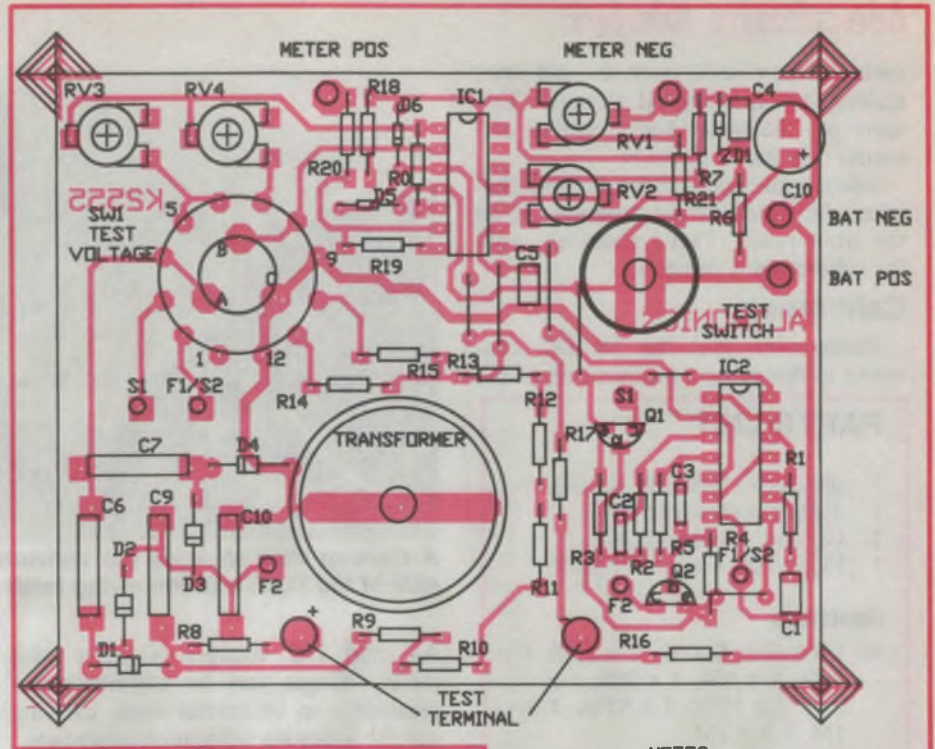 METER POS
METER NEG
RV3
RV4
R18
D6
IC1
C4
RV1
ZD1
R20
R0
R7
R21
C10
K2555
5
D5
RV2
R6
BAT NEG
SW1
TEST
VOLTAGE
B
9
R19
C5
BAT POS
A
C
TEST
SWITCH
ALTRONICS
1
12
R15
R13
IC2
S1
F1/S2
R14
R12
S1
Q1
C7
D4
TRANSFORMER
R17
C3
R1
C6
C9
C10
C2
D2
D3
F2
R3
R2
R5
R4
F1/S2
R11
F2
Q2
C1
D1
R8
+
R9
R10
R16
TEST
TERMINAL